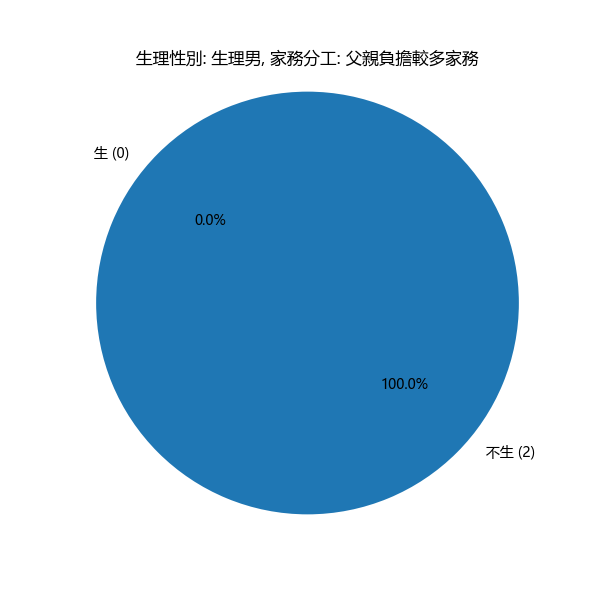 生理性別: 生理男, 家務分工: 父親負擔較多家務
生 (0)
0.0%
100.0%
不生 (2)